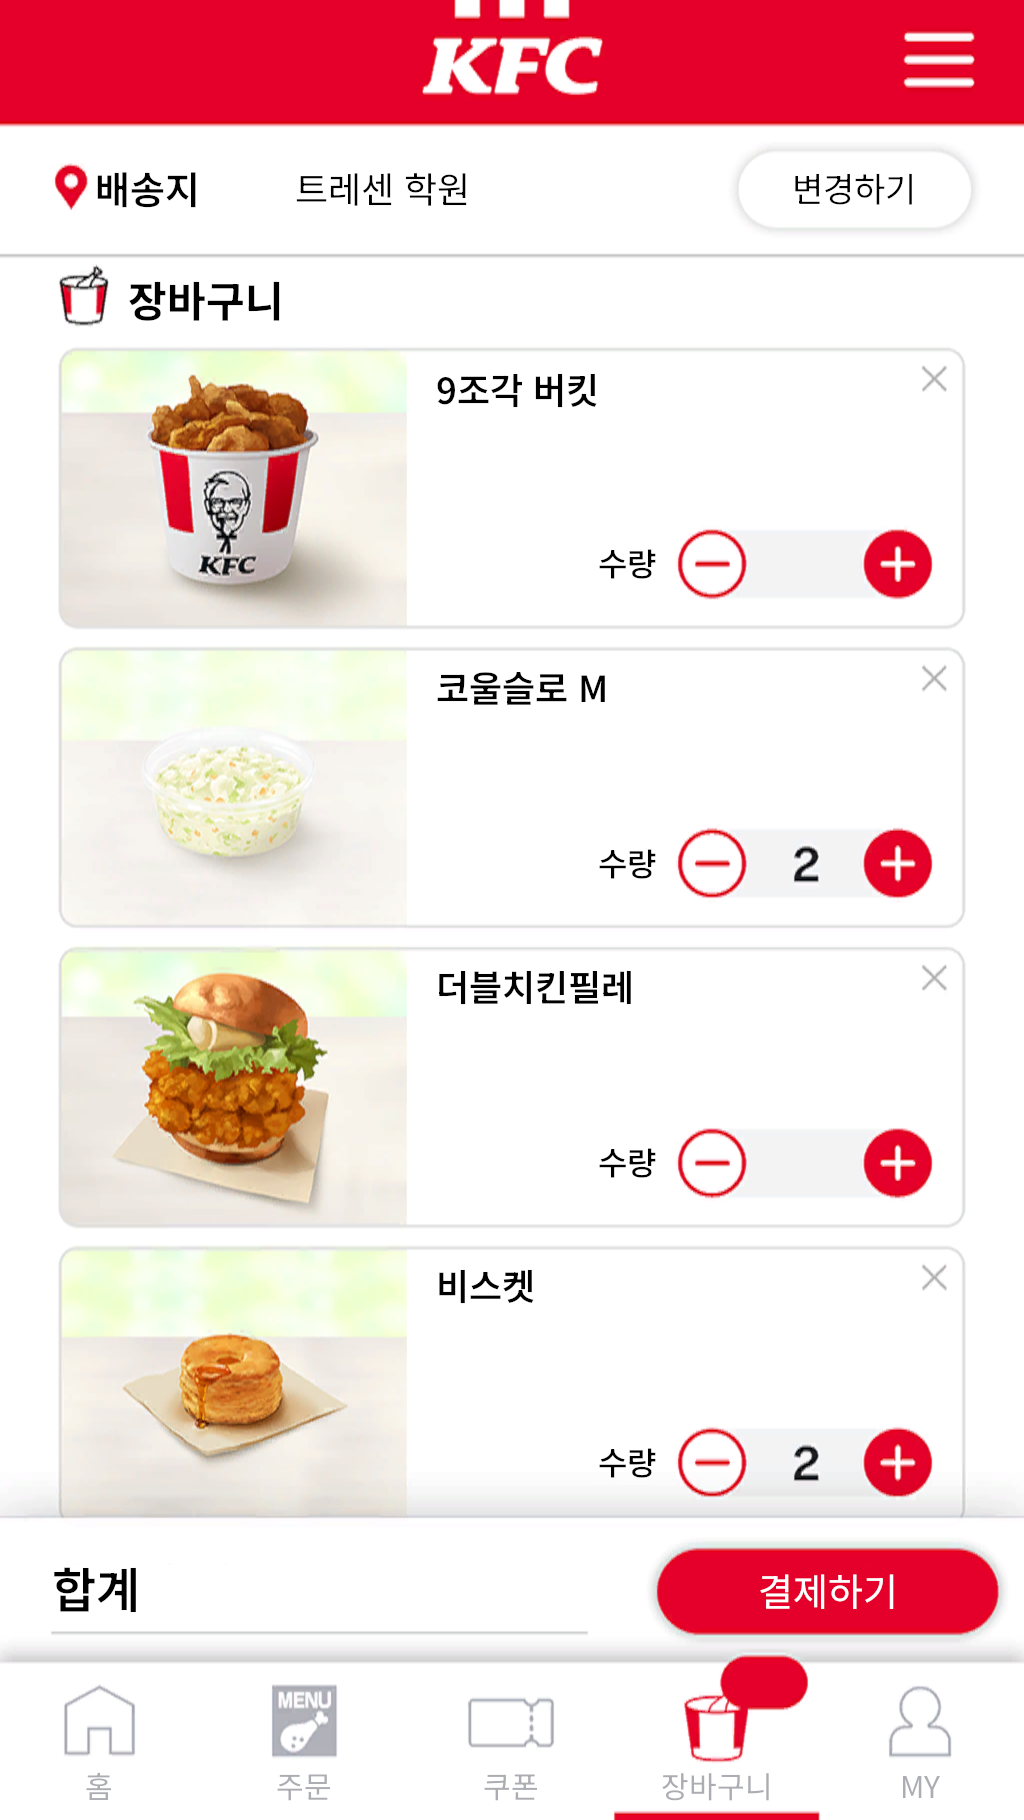 KFC
배송지
트레센 학원
변경하기
장바구니
9조각 버킷
KFC
수량
코울슬로 M
수량
2
더블치킨필레
수량
비스켓
수량
2
합계
결제하기
MENU
홈
주문
쿠폰
장바구니
MY